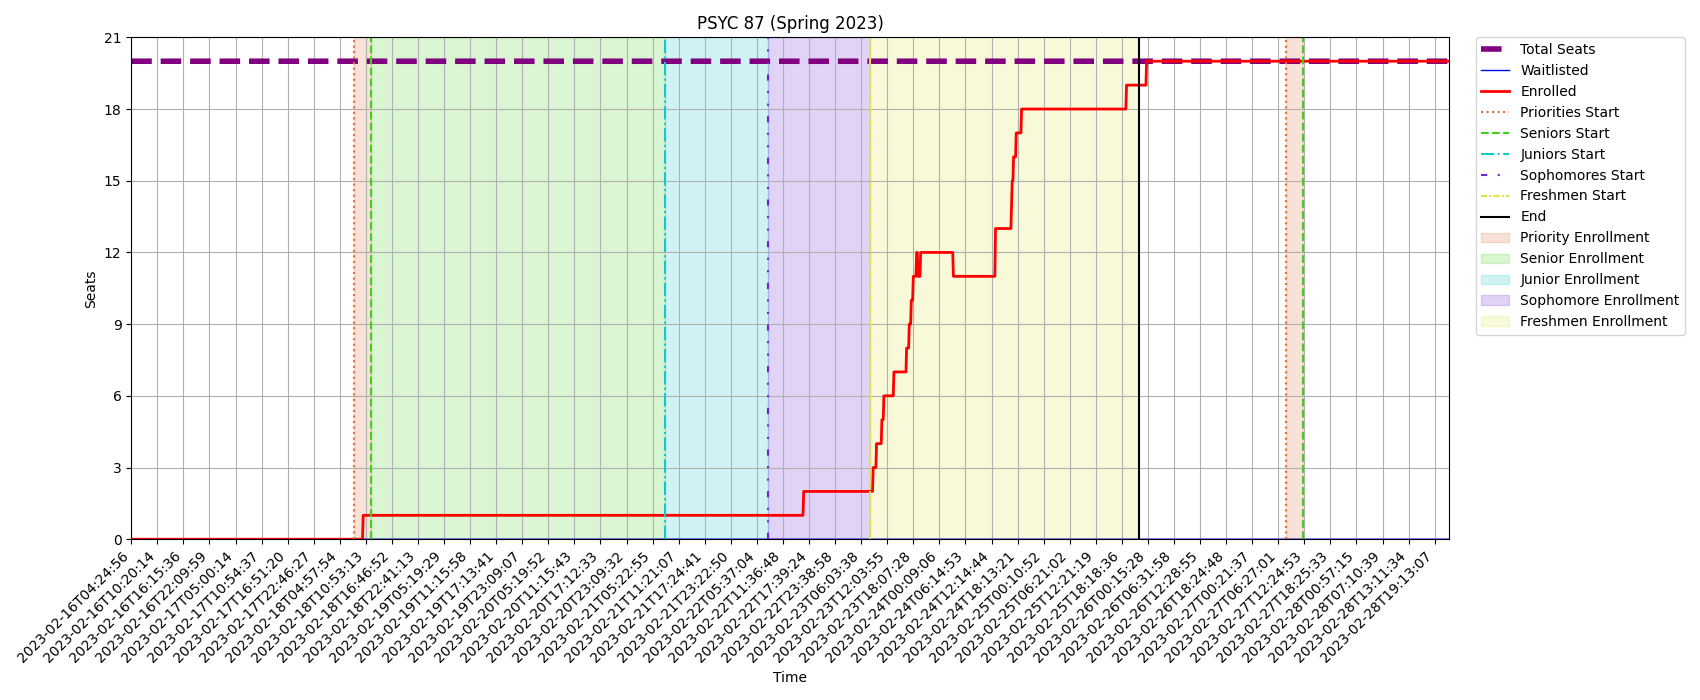 PSYC 87 (Spring 2023)
21
18
15
12
9
6
3
0
Seats
2023-02-16T04:24:56
2023-02-16T10:20:14
2023-02-16T16:15:36
2023-02-16T22:09:59
2023-02-17T05:00:14
2023-02-17T10:54:37
2023-02-17T16:51:20
2023-02-17T22:46:27
2023-02-18T04:57:54
2023-02-18T10:53:13
2023-02-18T16:46:52
2023-02-18T22:41:13
2023-02-19T05:19:29
2023-02-19T11:15:58
2023-02-19T17:13:41
2023-02-19T23:09:07
2023-02-20T05:19:52
2023-02-20T11:15:43
2023-02-20T17:12:33
2023-02-20T23:09:32
2023-02-21T05:22:55
2023-02-21T11:21:07
2023-02-21T17:24:41
2023-02-21T23:22:50
2023-02-22T05:37:04
2023-02-22T11:36:48
2023-02-22T17:39:24
2023-02-22T23:38:58
2023-02-23T06:03:38
2023-02-23T12:03:55
2023-02-23T18:07:28
2023-02-24T00:09:06
2023-02-24T06:14:53
2023-02-24T12:14:44
2023-02-24T18:13:21
2023-02-25T00:10:52
2023-02-25T06:21:02
2023-02-25T12:21:19
2023-02-25T18:18:36
2023-02-26T00:15:28
2023-02-26T06:31:58
2023-02-26T12:28:55
2023-02-26T18:24:48
2023-02-27T00:21:37
2023-02-27T06:27:01
2023-02-27T12:24:53
2023-02-27T18:25:33
2023-02-28T00:57:15
2023-02-28T07:10:39
2023-02-28T13:11:34
2023-02-28T19:13:07
Time
Total Seats
Waitlisted
Enrolled
Priorities Start
Seniors Start
Juniors Start
Sophomores Start
Freshmen Start
End
Priority Enrollment
Senior Enrollment
Junior Enrollment
Sophomore Enrollment
Freshmen Enrollment